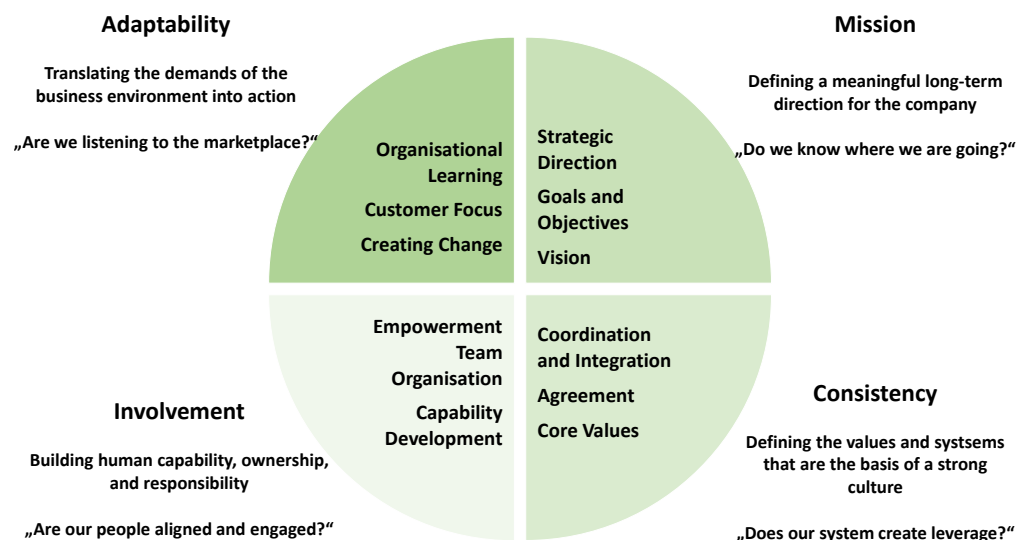 Adaptability
Translating the demands of the
business environment into action
„Are we listening to the marketplace?“
Organisational
Learning
Customer Focus
Creating Change
Mission
Defining a meaningful long-term
direction for the company
„Do we know where we are going?“
Strategic
Direction
Goals and
Objectives
Vision
Involvement
Building human capability, ownership,
and responsibility
„Are our people aligned and engaged?“
Empowerment
Team
Organisation
Capability
Development
Coordination
and Integration
Agreement
Core Values
Consistency
Defining the values and systsems
that are the basis of a strong
culture
„Does our system create leverage?“